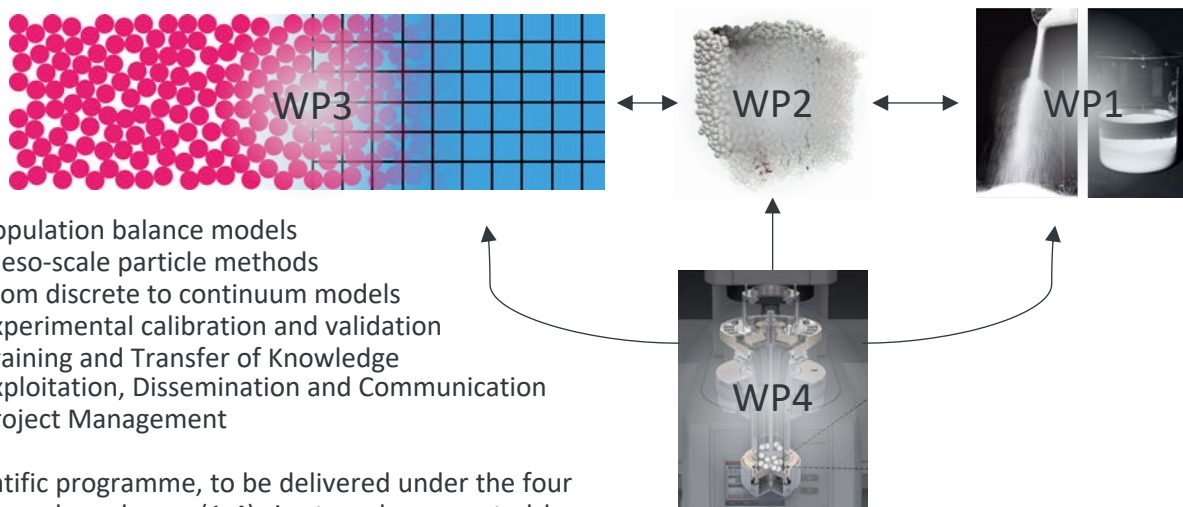 WP3
WP2
WP1
opulation balance models
eso-scale particle methods
om discrete to continuum models
xperimental calibration and validation
raining and Transfer of Knowledge
xploitation, Dissemination and Communication
roject Management
WP4
ntific programme, to be delivered under the four